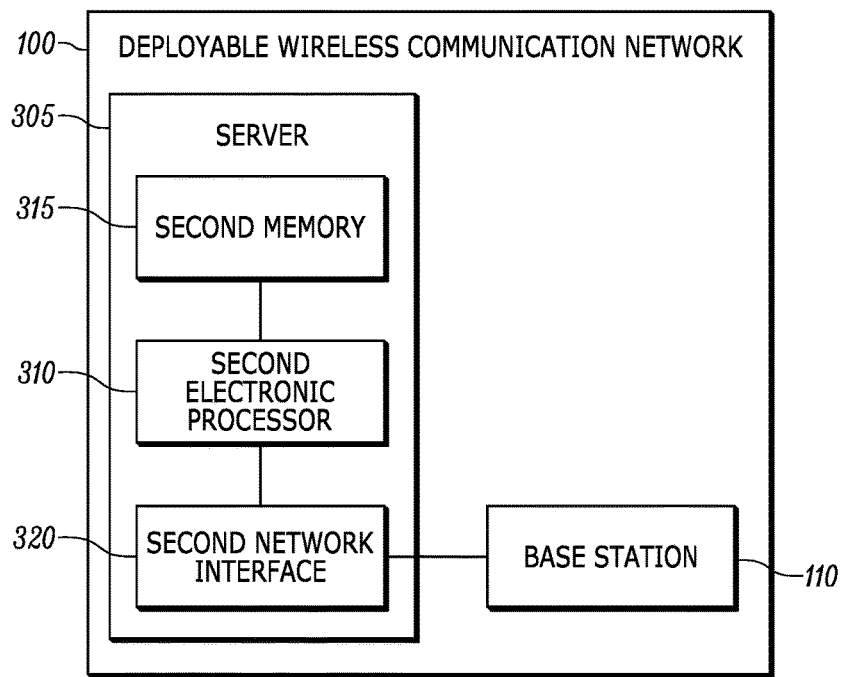 100
DEPLOYABLE WIRELESS COMMUNICATION NETWORK
305
SERVER
315
SECOND MEMORY
310
SECOND
ELECTRONIC
PROCESSOR
320
SECOND NETWORK
INTERFACE
BASE STATION
110